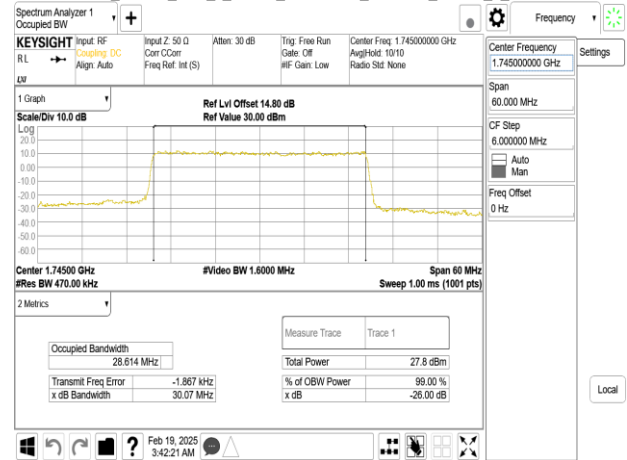 Spectrum Analyzer 1
Occupied BW
Frequency
KEYSIGHT
RL
LXI
Input: RF
Coupling: DC
Align: Auto
Input Z: 50 Ω
Corr CCorr
Freq Ref: Int (S)
Atten: 30 dB
Trig: Free Run
Gate: Off
#IF Gain: Low
Center Freq: 1.745000000 GHz
Avg|Hold: 10/10
Radio Std: None
Center Frequency
1.745000000 GHz
Settings
Span
60.000 MHz
CF Step
6.000000 MHz
Auto
Man
Freq Offset
0 Hz
1 Graph
Scale/Div 10.0 dB
Ref Lvl Offset 14.80 dB
Ref Value 30.00 dBm
Log
20.0
10.0
0.00
-10.0
-20.0
-30.0
-40.0
-50.0
-60.0
Center 1.74500 GHz
#Res BW 470.00 kHz
#Video BW 1.6000 MHz
Span 60 MHz
Sweep 1.00 ms (1001 pts)
2 Metrics
Measure Trace
Trace 1
Occupied Bandwidth
28.614 MHz
Total Power
27.8 dBm
Transmit Freq Error
-1.867 kHz
% of OBW Power
99.00 %
x dB Bandwidth
30.07 MHz
x dB
-26.00 dB
Local
?
Feb 19, 2025
3:42:21 AM